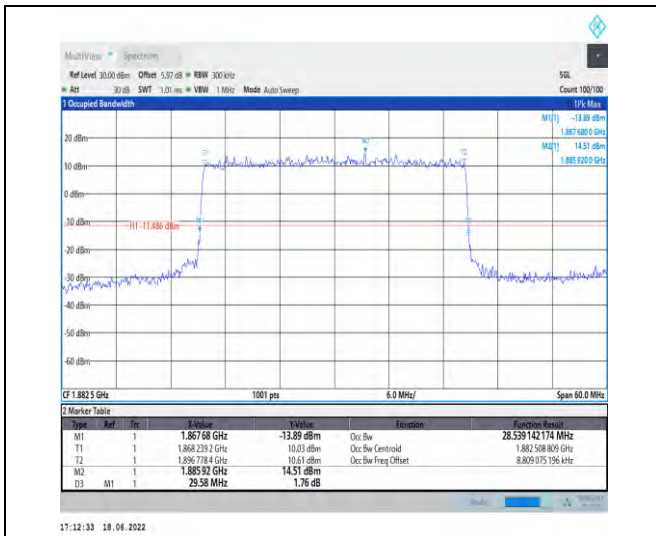 MultiView Spectrum
Ref Level 30.00 dBm Offset 5.97 dB RBW 300 kHz SGL
Att 30 dB SWT 1.01 ms VBW 1 MHz Mode Auto Sweep Count 100/100
1 Occupied Bandwidth 1Pk Max
M1[1] -13.89 dBm
1.867 680 0 GHz
M2[1] 14.51 dBm
1.885 920 0 GHz
M2
20 dBm
10 dBm
0 dBm
-10 dBm
H1 -11.486 dBm
-20 dBm
-30 dBm
-40 dBm
-50 dBm
-60 dBm
CF 1.882 5 GHz 1001 pts 6.0 MHz/ Span 60.0 MHz
2 Marker Table
Type Ref Trc X-Value Y-Value Function Function Result
M1 1 1.867 68 GHz -13.89 dBm Occ Bw 28.539 142 174 MHz
T1 1 1.868 239 2 GHz 10.03 dBm Occ Bw Centroid 1.882 508 809 GHz
T2 1 1.896 778 4 GHz 10.61 dBm Occ Bw Freq Offset 8.809 075 196 kHz
M2 1 1.885 92 GHz 14.51 dBm
D3 M1 1 29.58 MHz 1.76 dB
17:12:33 18.06.2022